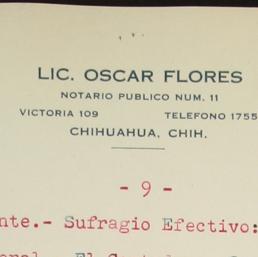 LIC. OSCAR FLORES
NOTARIO PUBLICO NUM. 11
VICTORIA 109 TELEFONO 1755
CHIHUAHUA, CHIH.
- 9 -
nte.- Sufragio Efectivo: